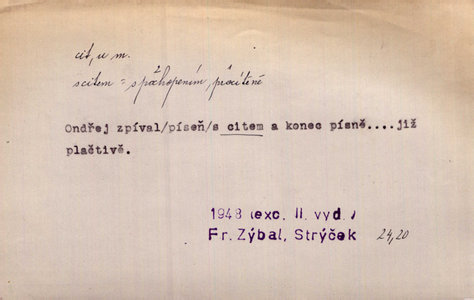 cit, u m.
s citem = s pochopením procítěně
Ondřej zpíval/píseň/s citem a konec písně....již
plačtivě.
1948 (exc. II. vyd.)
Fr. Zýbal, Strýček 24,20